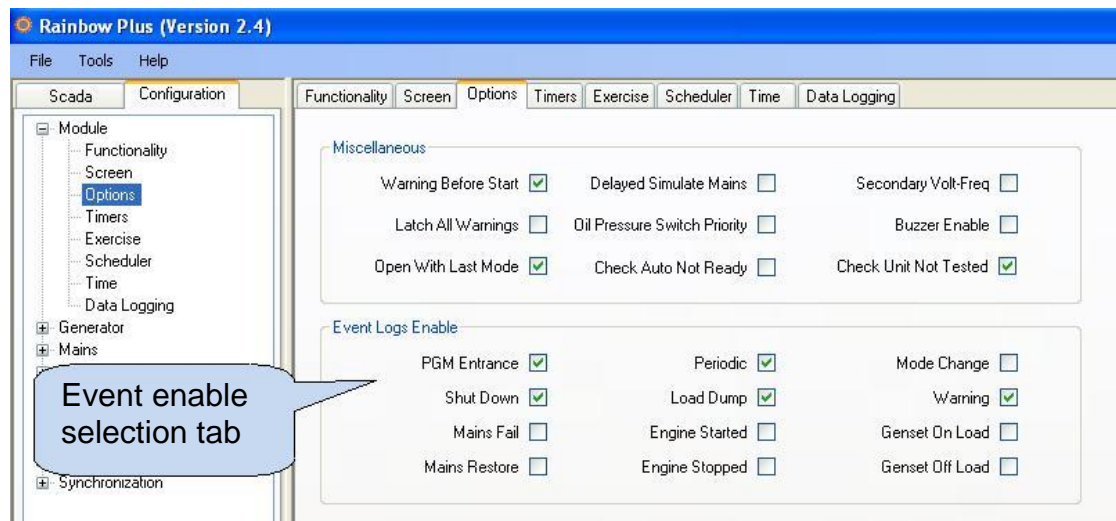 Rainbow Plus (Version 2.4)
File Tools Help
Scada Configuration
Module
Functionality
Screen
Options
Timers
Exercise
Scheduler
Time
Data Logging
Generator
Mains
Synchronization
Event enable
selection tab
Functionality Screen Options Timers Exercise Scheduler Time Data Logging
Miscellaneous
Warning Before Start Delayed Simulate Mains Secondary Volt-Freq
Latch All Warnings Oil Pressure Switch Priority Buzzer Enable
Open With Last Mode Check Auto Not Ready Check Unit Not Tested
Event Logs Enable
PGM Entrance Periodic Mode Change
Shut Down Load Dump Warning
Mains Fail Engine Started Genset On Load
Mains Restore Engine Stopped Genset Off Load